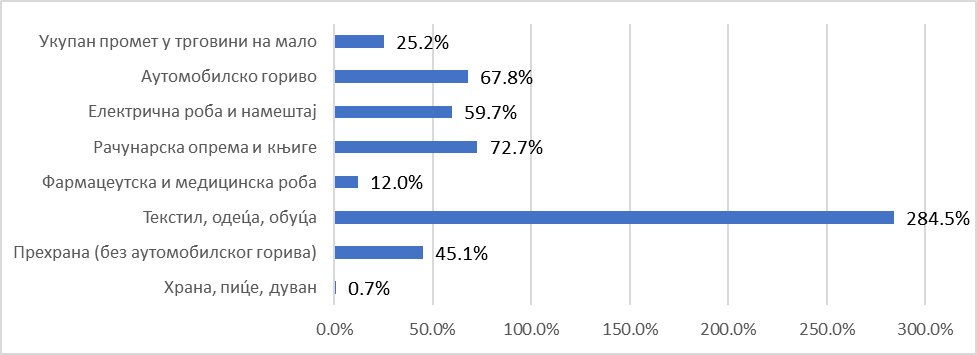 Укупан промет у трговини на мало 25.2%
Аутомобилско гориво 67.8%
Електрична роба и намештај 59.7%
Рачунарска опрема и књиге 72.7%
Фармацеутска и медицинска роба 12.0%
Текстил, одећа, обућа 284.5%
Прехрана (без аутомобилског горива) 45.1%
Храна, пиће, дуван 0.7%
0.0% 50.0% 100.0% 150.0% 200.0% 250.0% 300.0%